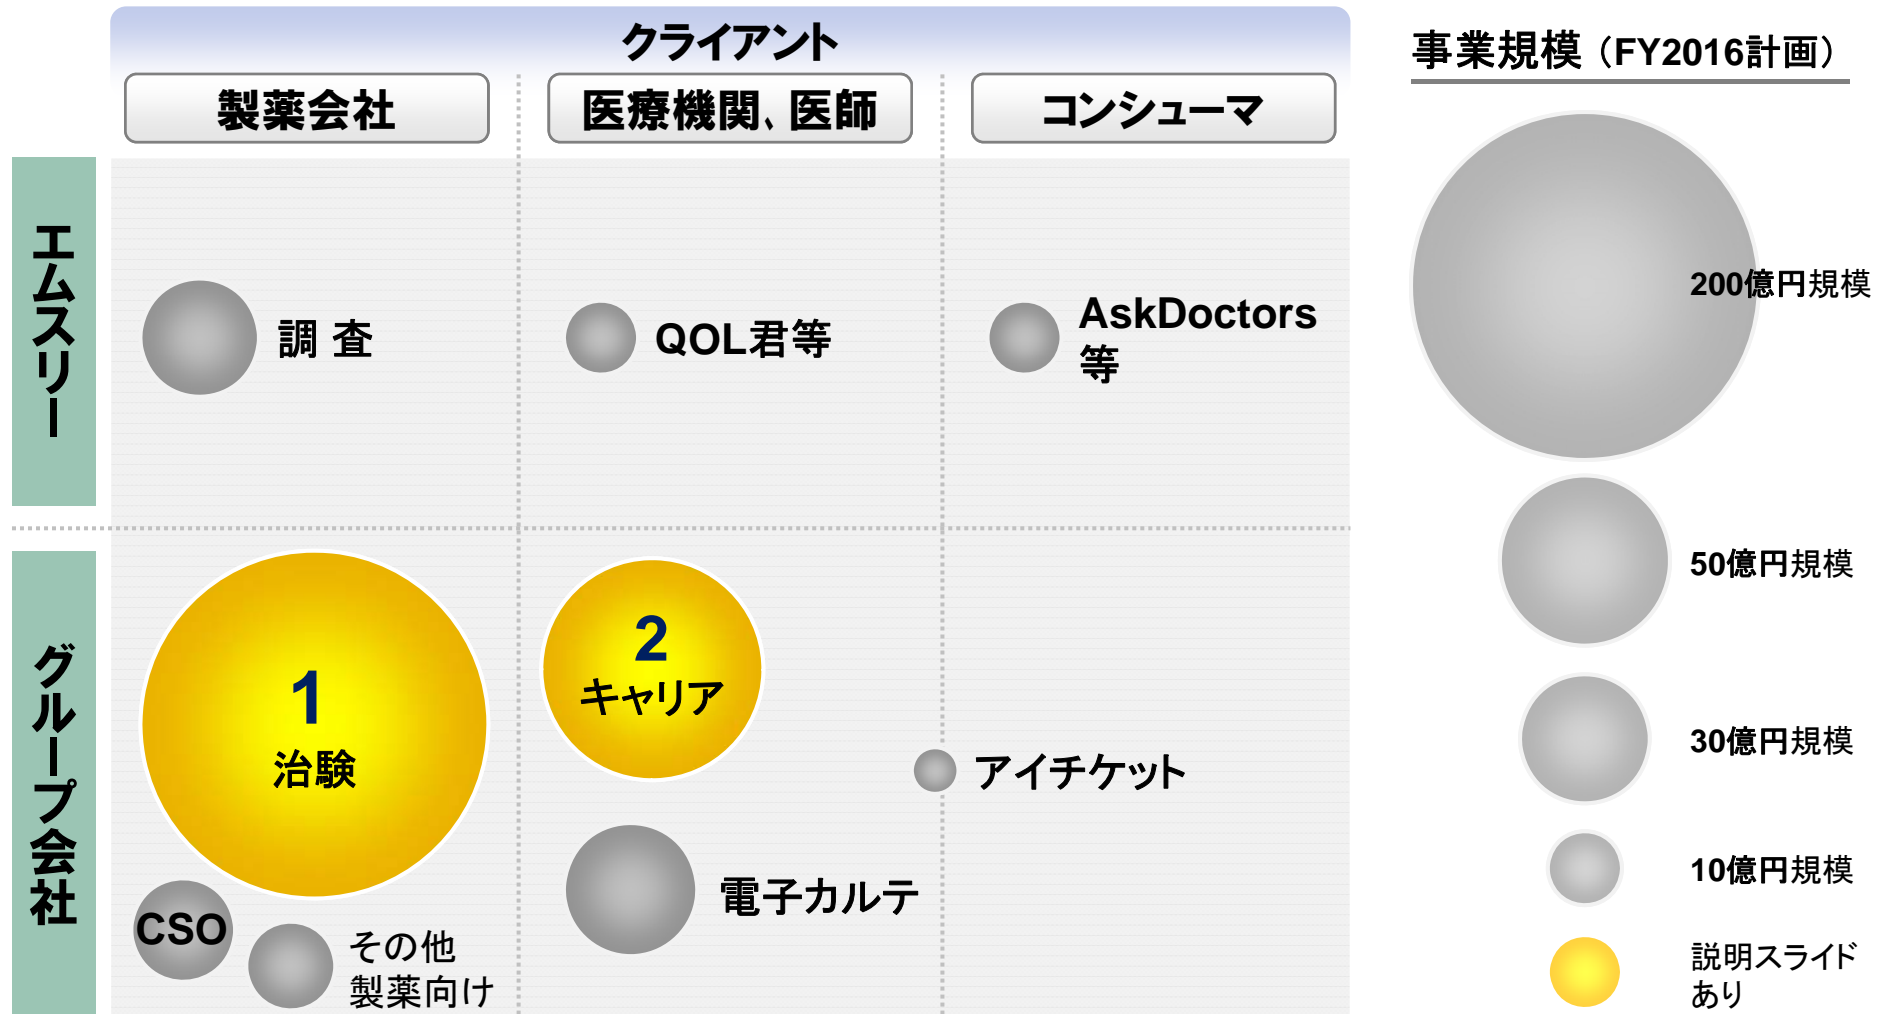 クライアント
製薬会社
医療機関、医師
コンシューマ
エムスリー
調 査
QOL君等
AskDoctors
等
グループ会社
1
治験
2
キャリア
アイチケット
CSO
その他
製薬向け
電子カルテ
事業規模（FY2016計画）
200億円規模
50億円規模
30億円規模
10億円規模
説明スライド
あり